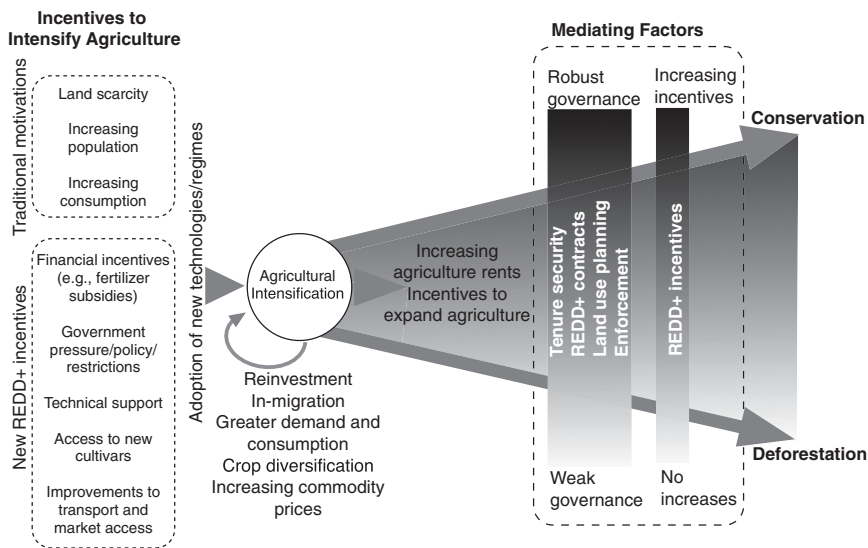 Incentives to
Intensify Agriculture
Traditional motivations
Land scarcity
Increasing
population
Increasing
consumption
New REDD+ incentives
Financial incentives
(e.g., fertilizer
subsidies)
Government
pressure/policy/
restrictions
Technical support
Access to new
cultivars
Improvements to
transport and
market access
Adoption of new technologies/regimes
Agricultural
Intensification
Reinvestment
In-migration
Greater demand and
consumption
Crop diversification
Increasing commodity
prices
Increasing
agriculture rents
Incentives to
expand agriculture
Mediating Factors
Robust
governance
Tenure security
REDD+ contracts
Land use planning
Enforcement
Weak
governance
Increasing
incentives
REDD+ incentives
No
increases
Conservation
Deforestation